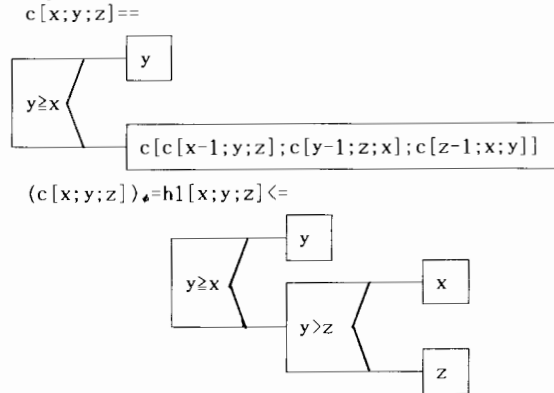 c[x;y;z]==
y
y≧x
c[c[x-1;y;z];c[y-1;z;x];c[z-1;x;y]]
(c[x;y;z])ₒ=h1[x;y;z]<=
y
y≧x
x
y>z
z